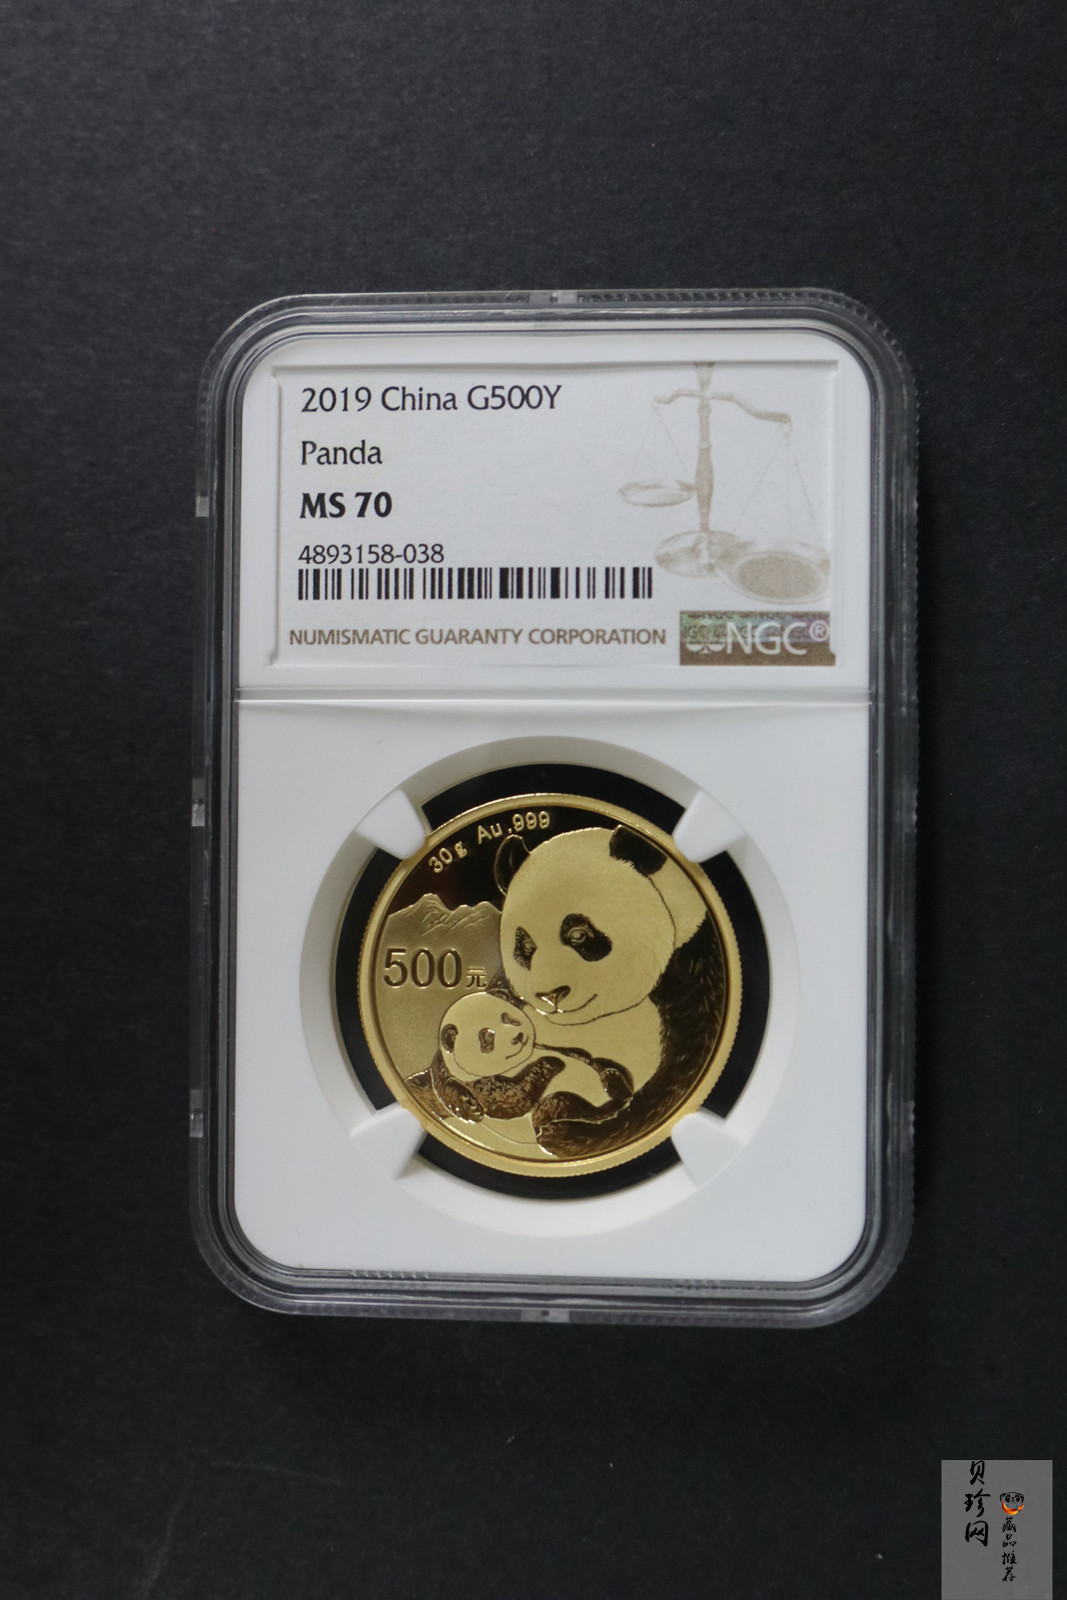 2019 China G500Y
Panda
MS 70
4893158-038
NUMISMATIC GUARANTY CORPORATION
NGC®
30g Au .999
500元
贝珍网
藏品推荐